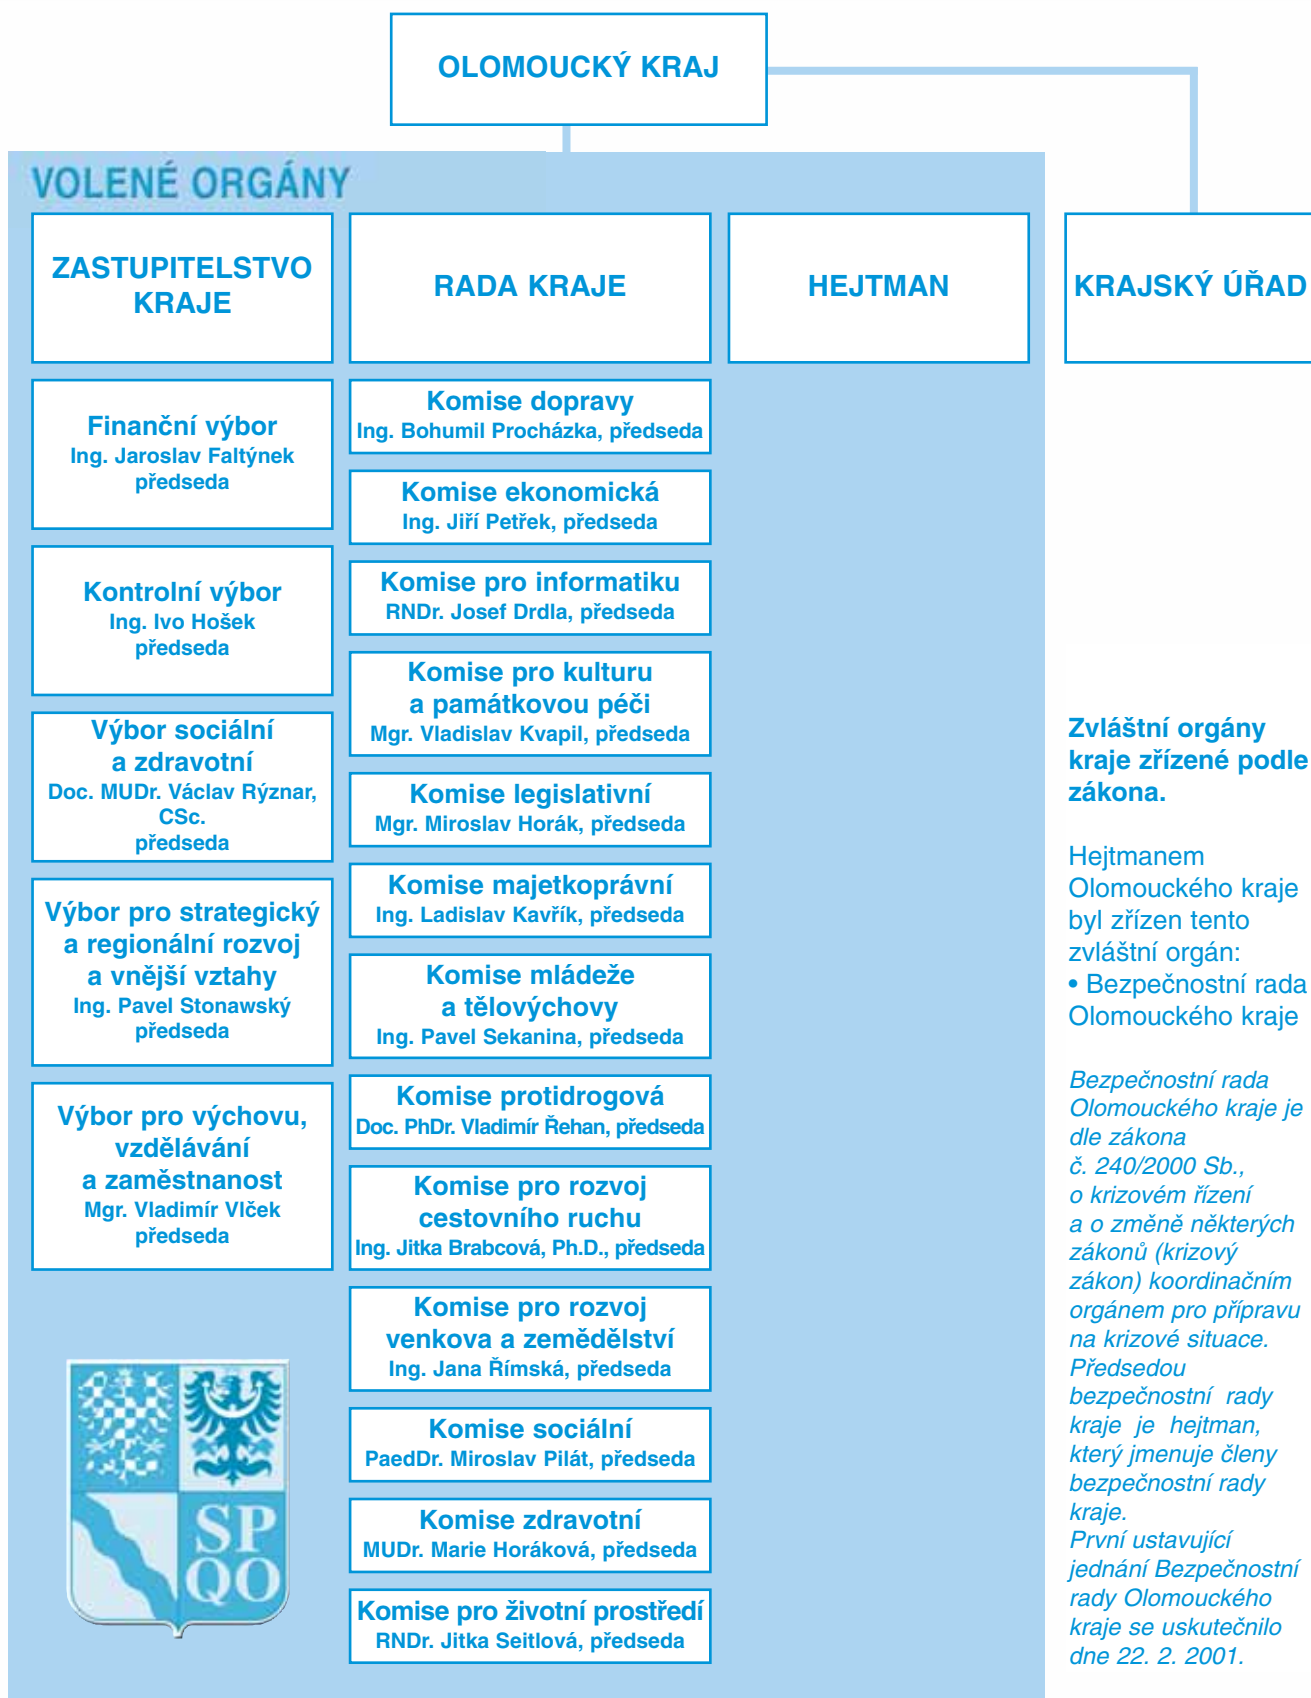 OLOMOUCKÝ KRAJ
VOLENÉ ORGÁNY
ZASTUPITELSTVO
KRAJE
RADA KRAJE
HEJTMAN
KRAJSKÝ ÚŘAD
Finanční výbor
Ing. Jaroslav Faltýnek
předseda
Kontrolní výbor
Ing. Ivo Hošek
předseda
Výbor sociální
a zdravotní
Doc. MUDr. Václav Rýznar,
CSc.
předseda
Výbor pro strategický
a regionální rozvoj
a vnější vztahy
Ing. Pavel Stonawský
předseda
Výbor pro výchovu,
vzdělávání
a zaměstnanost
Mgr. Vladimír Vlček
předseda
Komise dopravy
Ing. Bohumil Procházka, předseda
Komise ekonomická
Ing. Jiří Petřek, předseda
Komise pro informatiku
RNDr. Josef Drdla, předseda
Komise pro kulturu
a památkovou péči
Mgr. Vladislav Kvapil, předseda
Komise legislativní
Mgr. Miroslav Horák, předseda
Komise majetkoprávní
Ing. Ladislav Kavřík, předseda
Komise mládeže
a tělovýchovy
Ing. Pavel Sekanina, předseda
Komise protidrogová
Doc. PhDr. Vladimír Řehan, předseda
Komise pro rozvoj
cestovního ruchu
Ing. Jitka Brabcová, Ph.D., předseda
Komise pro rozvoj
venkova a zemědělství
Ing. Jana Římská, předseda
Komise sociální
PaedDr. Miroslav Pilát, předseda
Komise zdravotní
MUDr. Marie Horáková, předseda
Komise pro životní prostředí
RNDr. Jitka Seitlová, předseda
SP
QO
Zvláštní orgány
kraje zřízené podle
zákona.
Hejtmanem
Olomouckého kraje
byl zřízen tento
zvláštní orgán:
• Bezpečnostní rada
Olomouckého kraje
Bezpečnostní rada
Olomouckého kraje je
dle zákona
č. 240/2000 Sb.,
o krizovém řízení
a o změně některých
zákonů (krizový
zákon) koordinačním
orgánem pro přípravu
na krizové situace.
Předsedou
bezpečnostní rady
kraje je hejtman,
který jmenuje členy
bezpečnostní rady
kraje.
První ustavující
jednání Bezpečnostní
rady Olomouckého
kraje se uskutečnilo
dne 22. 2. 2001.